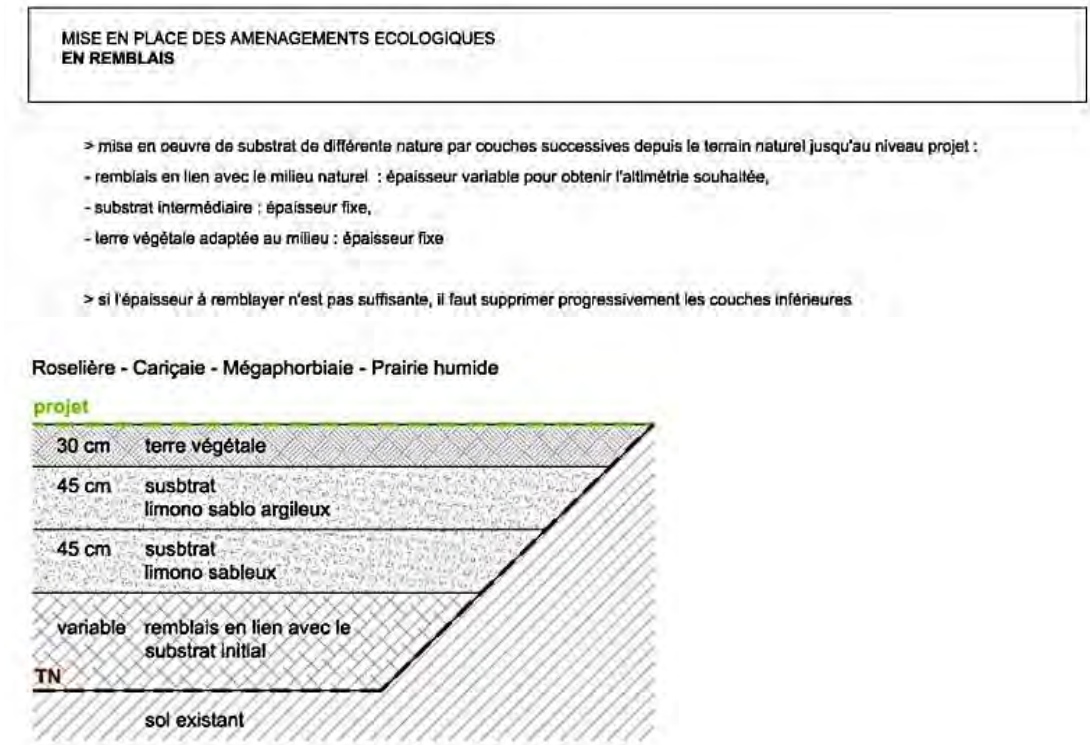 MISE EN PLACE DES AMENAGEMENTS ECOLOGIQUES
EN REMBLAIS
> mise en oeuvre de substrat de différente nature par couches successives depuis le terrain naturel jusqu'au niveau projet :
- remblais en lien avec le milieu naturel : épaisseur variable pour obtenir l'altimétrie souhaitée,
- substrat intermédiaire : épaisseur fixe,
- terre végétale adaptée au milieu : épaisseur fixe
> si l'épaisseur à remblayer n'est pas suffisante, il faut supprimer progressivement les couches inférieures
Roselière - Cariçaie - Mégaphorbiaie - Prairie humide
projet
30 cm terre végétale
45 cm susbtrat
limono sablo argileux
45 cm susbtrat
limono sableux
variable remblais en lien avec le
substrat initial
TN
sol existant